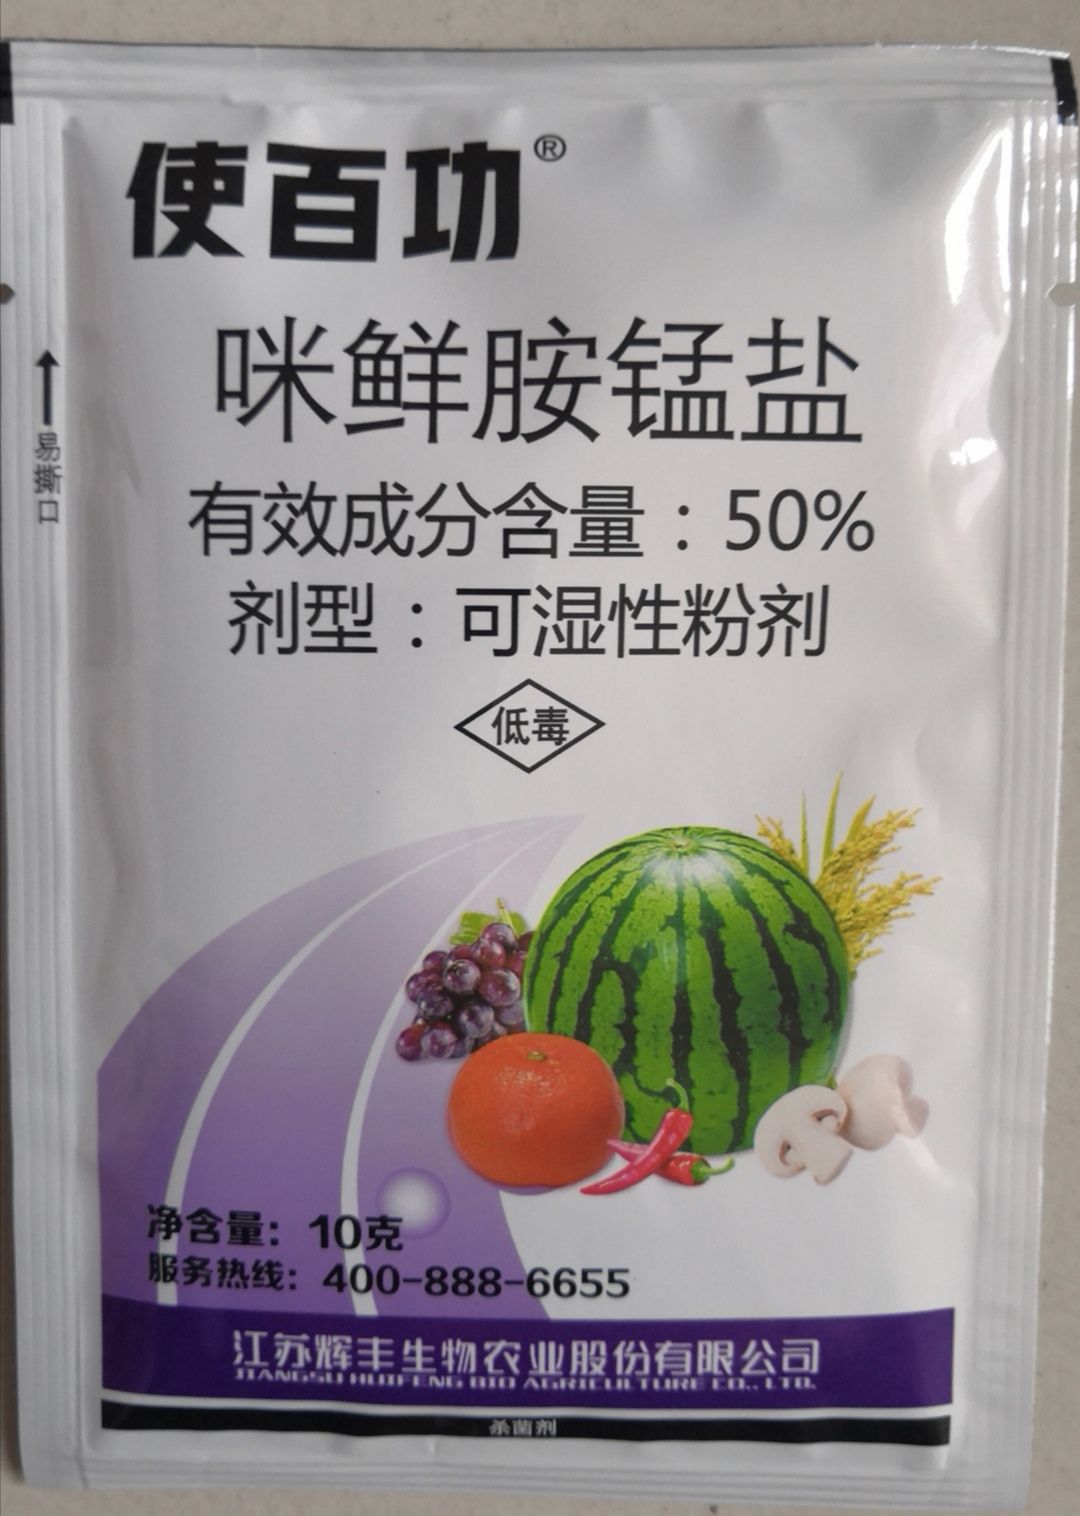 使百功®
咪鲜胺锰盐
有效成分含量：50%
剂型：可湿性粉剂
低毒
易撕口
净含量：10克
服务热线：400-888-6655
江苏辉丰生物农业股份有限公司
JIANGSU HUIFENG BIO AGRICULTURE CO., LTD.
杀菌剂